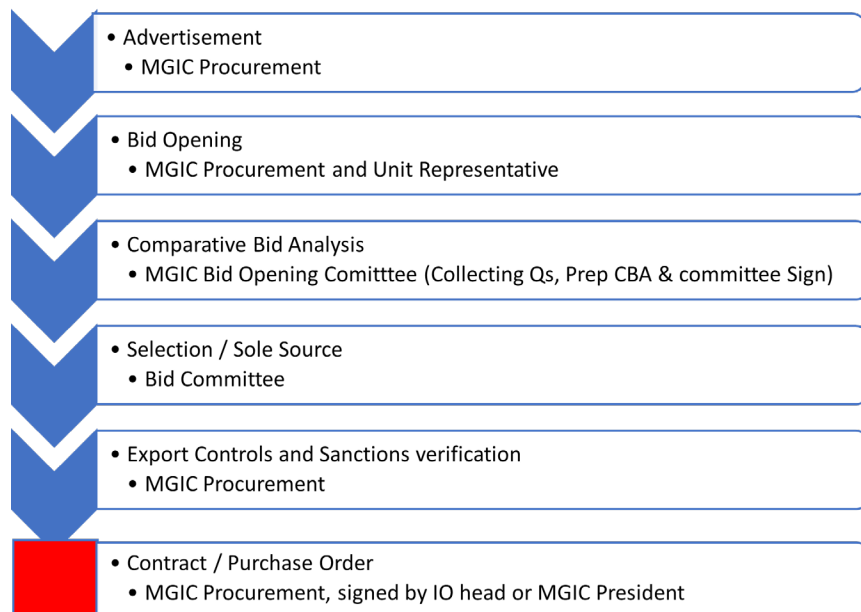 • Advertisement
• MGIC Procurement
• Bid Opening
• MGIC Procurement and Unit Representative
• Comparative Bid Analysis
• MGIC Bid Opening Comitttee (Collecting Qs, Prep CBA & committee Sign)
• Selection / Sole Source
• Bid Committee
• Export Controls and Sanctions verification
• MGIC Procurement
• Contract / Purchase Order
• MGIC Procurement, signed by IO head or MGIC President